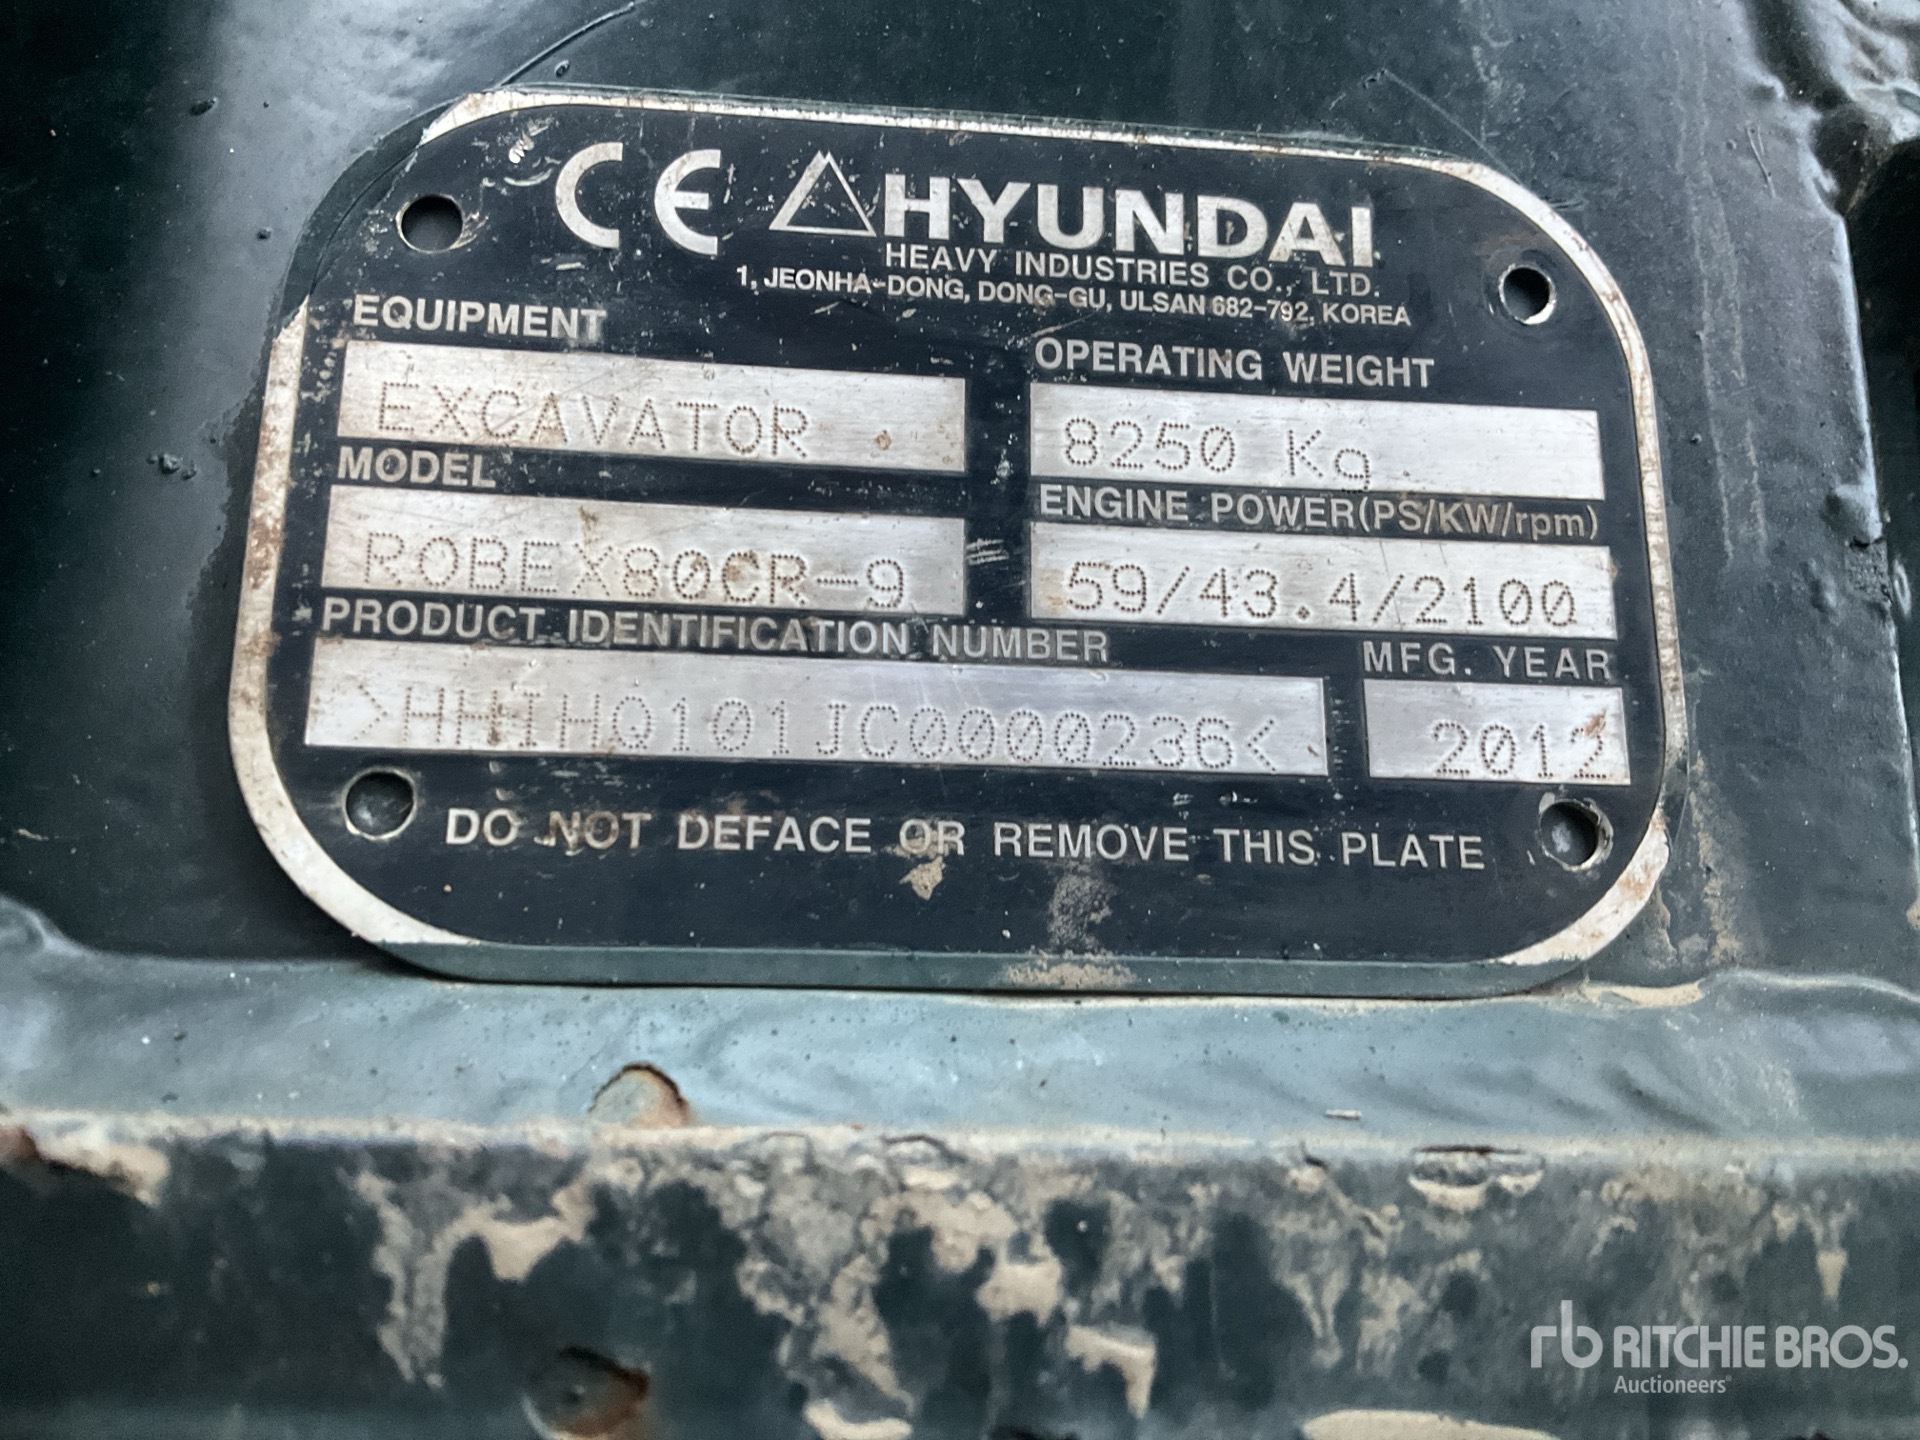 CE HYUNDAI
HEAVY INDUSTRIES CO., LTD.
1, JEONHA-DONG, DONG-GU, ULSAN 682-792, KOREA
EQUIPMENT
EXCAVATOR
OPERATING WEIGHT
8250 Kg
MODEL
ROBEX80CR-9
ENGINE POWER(PS/KW/rpm)
59/43.4/2100
PRODUCT IDENTIFICATION NUMBER
>HHIHQ101JC0000236<
MFG. YEAR
2012
DO NOT DEFACE OR REMOVE THIS PLATE
rb RITCHIE BROS.
Auctioneers